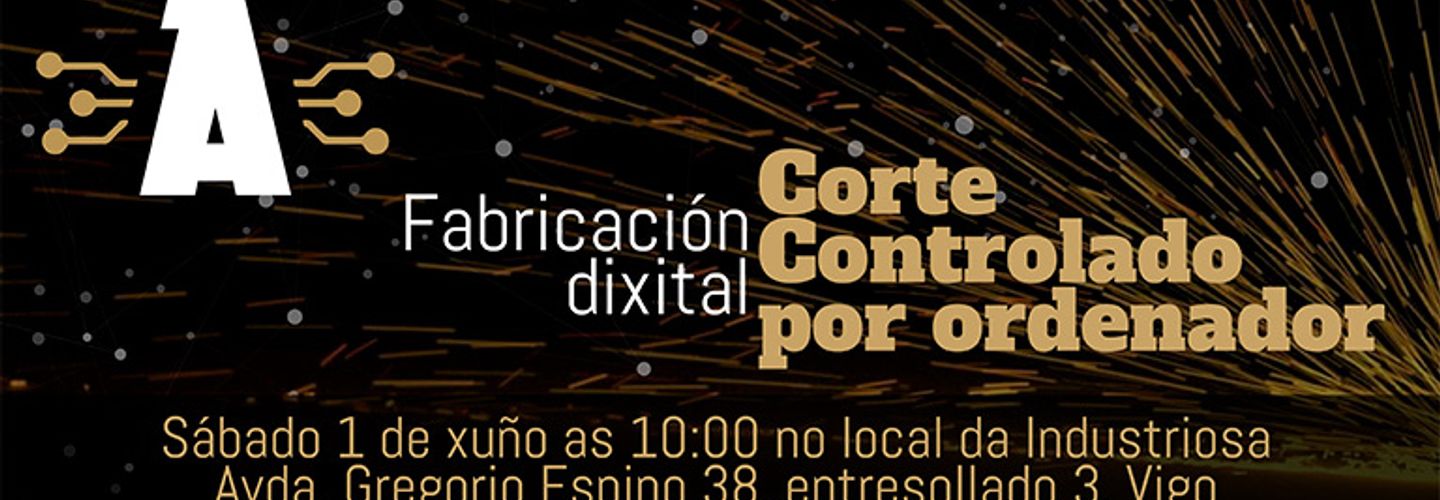 A
Fabricación
dixital
Corte
Controlado
por ordenador
Sábado 1 de xuño as 10:00 no local da Industriosa
Avda. Gregorio Espino 38, entresollado 3, Vigo